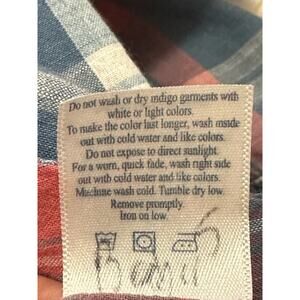 Do not wash or dry indigo garments with
white or light colors.
To make the color last longer, wash inside
out with cold water and like colors.
Do not expose to direct sunlight.
For a worn, quick fade, wash right side
out with cold water and like colors.
Machine wash cold. Tumble dry low.
Remove promptly.
Iron on low.